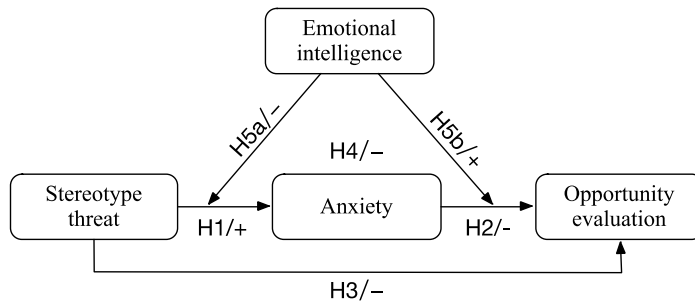 Emotional
intelligence
H5a/−
H5b/+
H4/−
Stereotype
threat
Anxiety
Opportunity
evaluation
H1/+
H2/-
H3/−